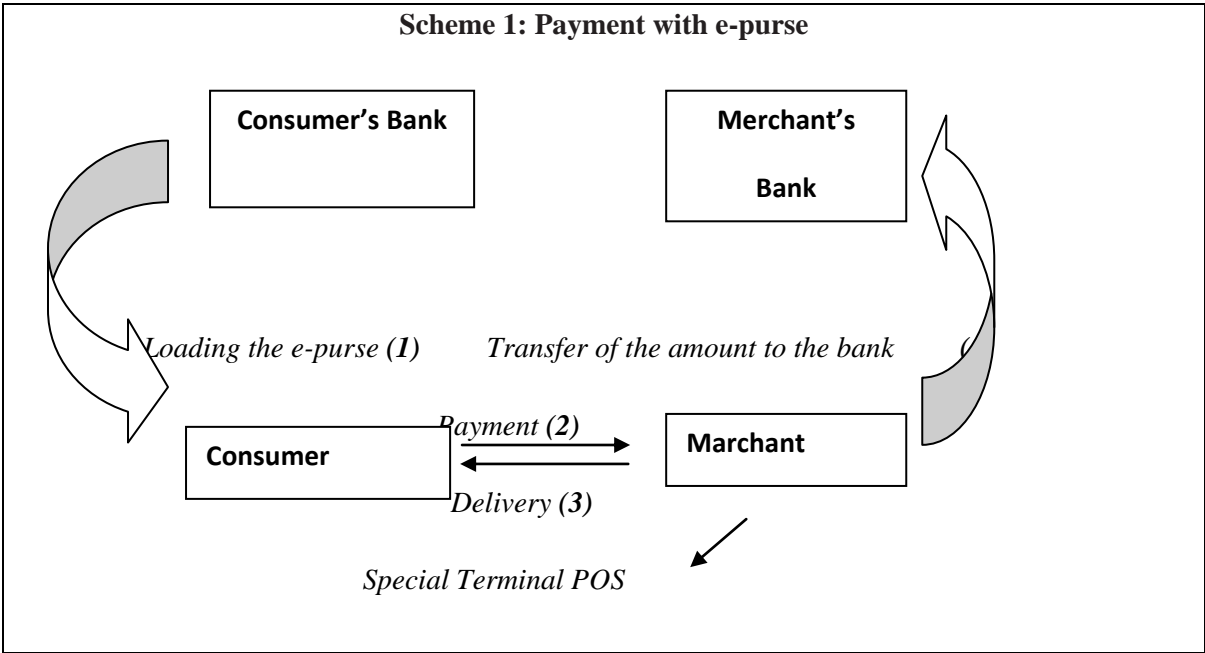 Scheme 1: Payment with e-purse
Consumer's Bank
Merchant's
Bank
Loading the e-purse (1)
Transfer of the amount to the bank (
Payment (2)
Consumer
Marchant
Delivery (3)
Special Terminal POS